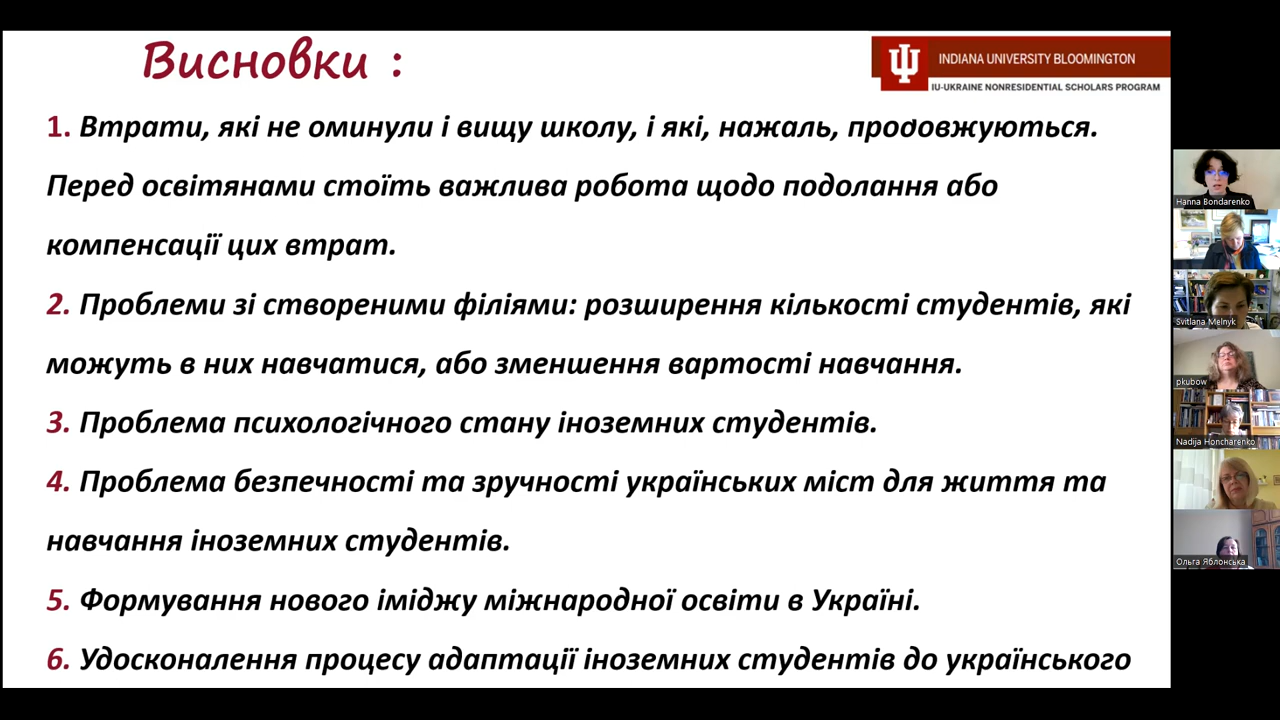 Висновки :
INDIANA UNIVERSITY BLOOMINGTON
IU-UKRAINE NONRESIDENTIAL SCHOLARS PROGRAM
1. Втрати, які не оминули і вищу школу, і які, нажаль, продовжуються.
Перед освітянами стоїть важлива робота щодо подолання або
компенсації цих втрат.
2. Проблеми зі створеними філіями: розширення кількості студентів, які
можуть в них навчатися, або зменшення вартості навчання.
3. Проблема психологічного стану іноземних студентів.
4. Проблема безпечності та зручності українських міст для життя та
навчання іноземних студентів.
5. Формування нового іміджу міжнародної освіти в Україні.
6. Удосконалення процесу адаптації іноземних студентів до українського
Hanna Bondarenko
Svitlana Melnyk
pkubow
Nadija Honcharenko
Ольга Яблонська